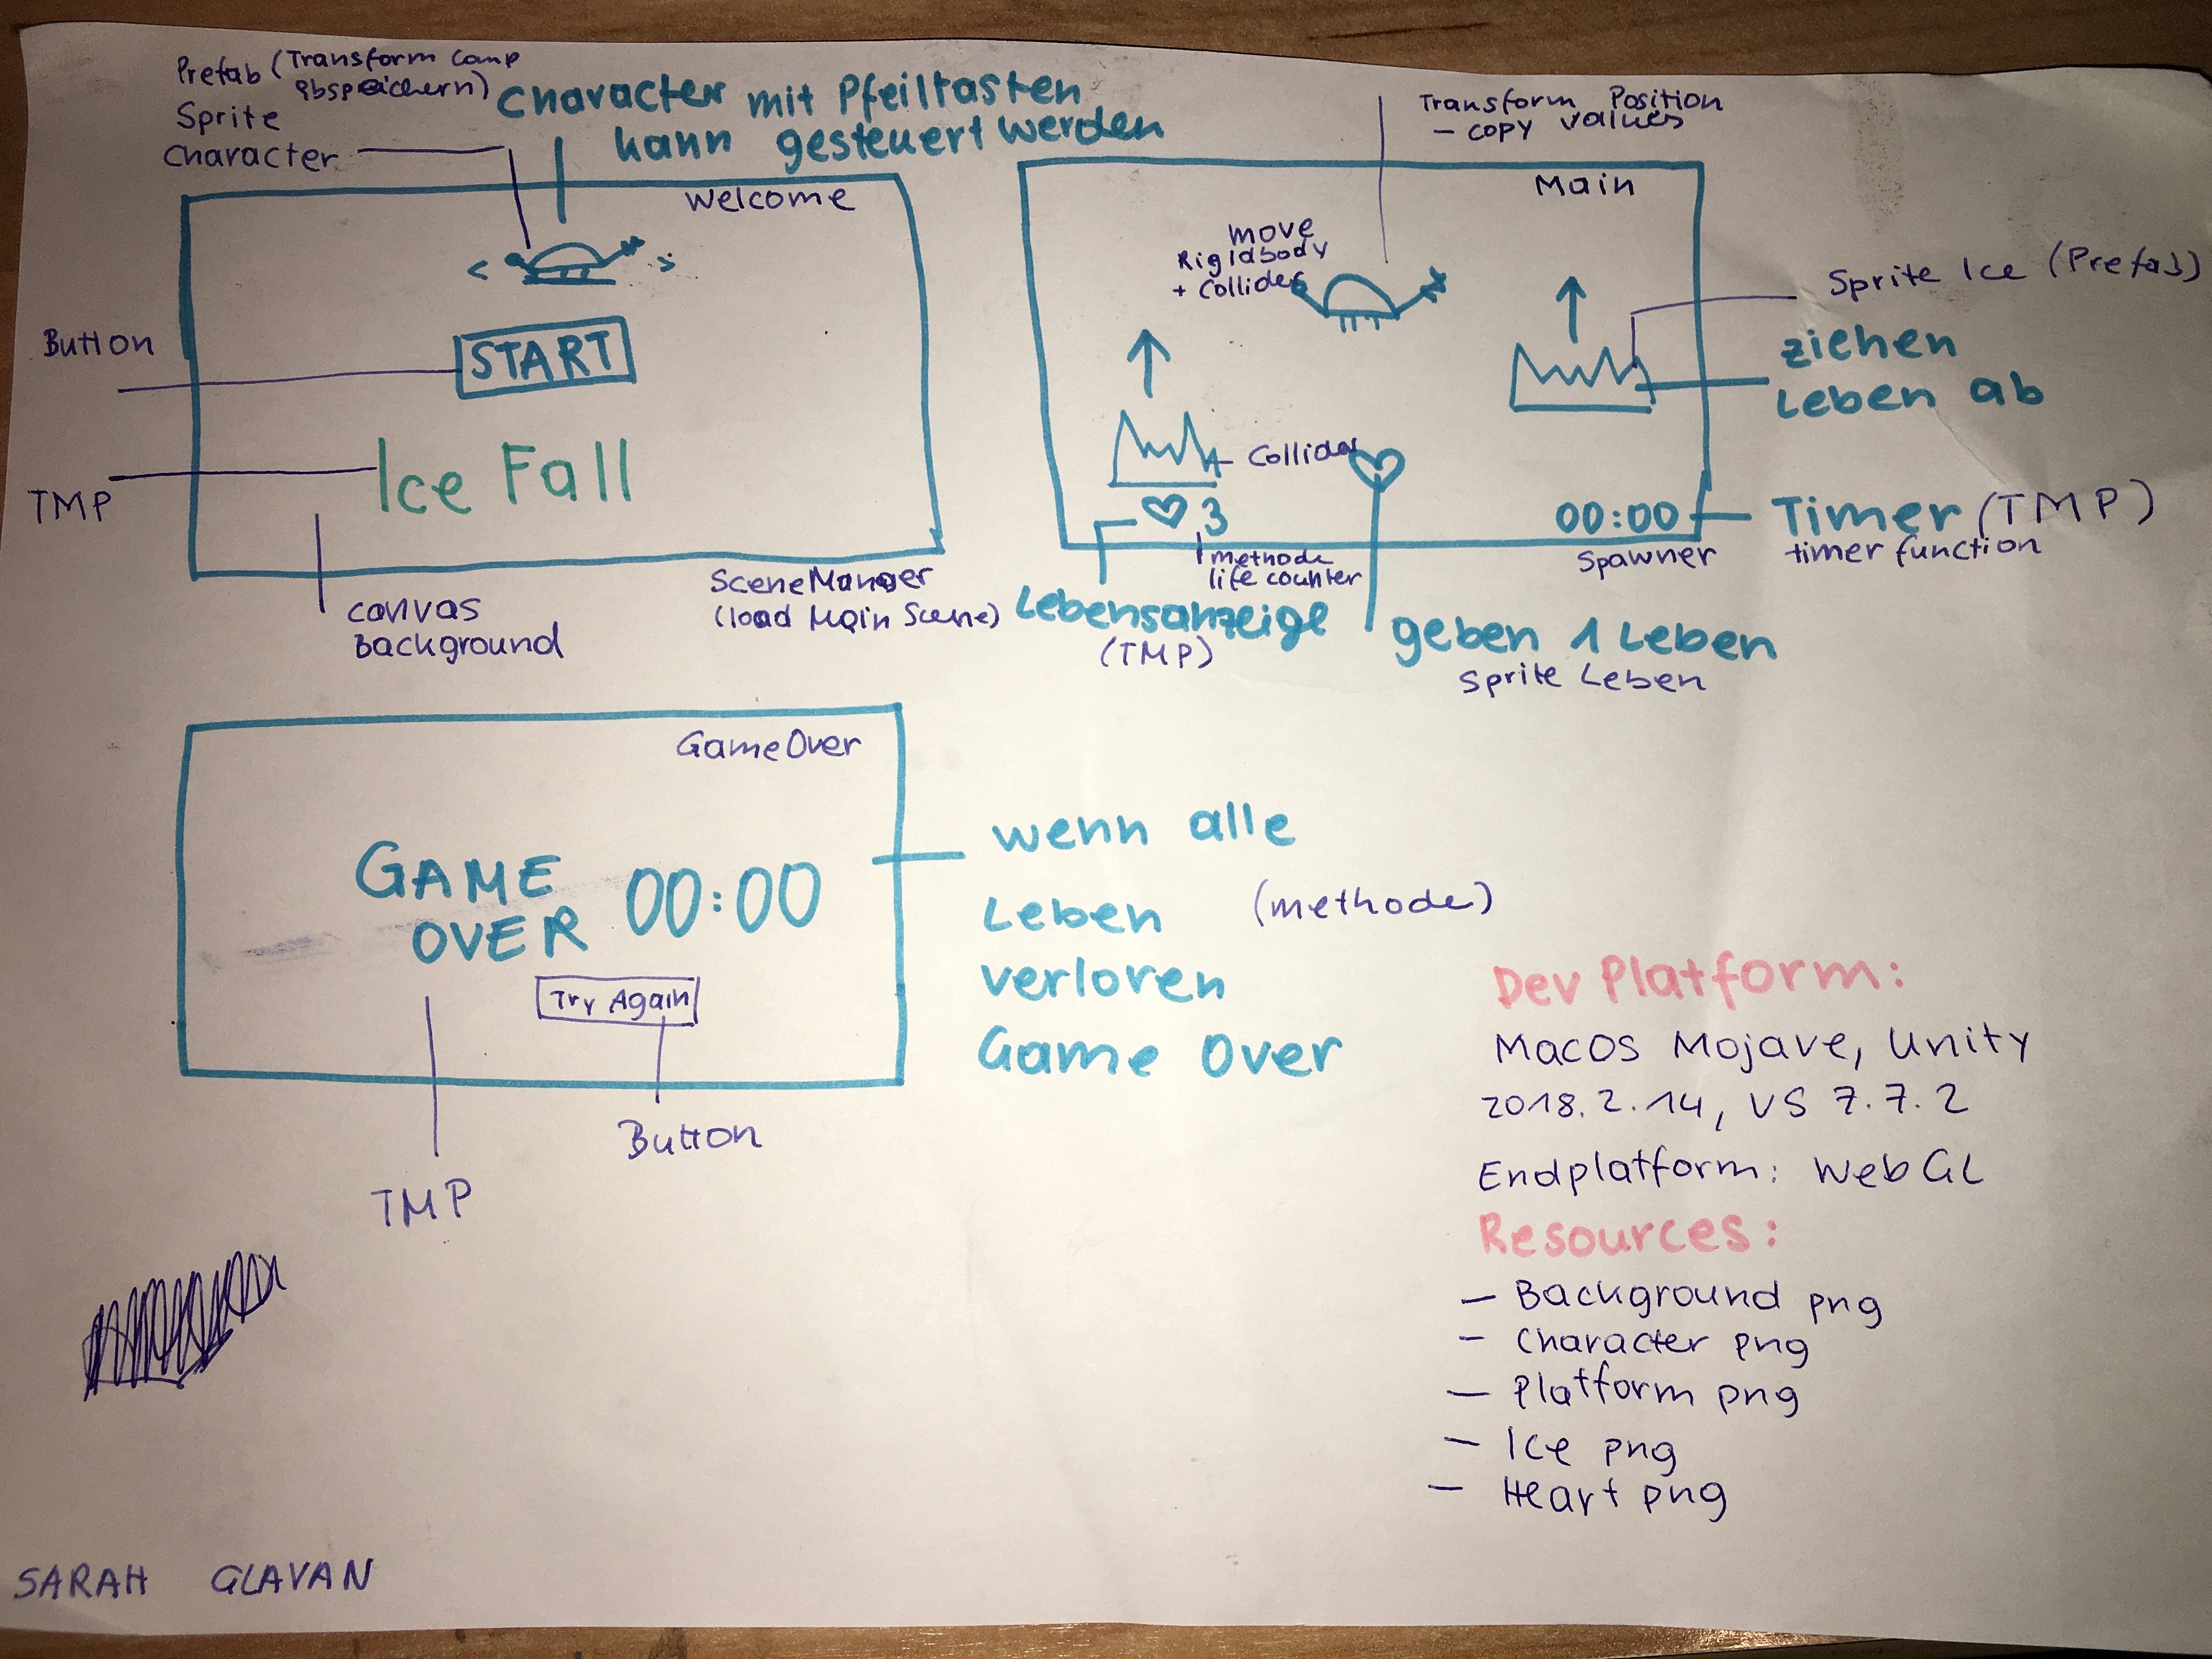 Prefab (Transform Comp
abspeichern)
Sprite
Character
Character mit Pfeiltasten
kann gesteuert werden
Welcome
< >
Button
START
TMP
Ice Fall
canvas
Background
SceneManger
(load Main Scene)
Transform Position
- copy values
Main
move
Rigidbody
+ Collider
Sprite Ice (Prefab)
ziehen
Leben ab
Collider
3
00:00
Timer (TMP)
timer function
Spawner
methode
life counter
Lebensanzeige
(TMP)
geben 1 Leben
Sprite Leben
GameOver
GAME
OVER
00:00
Try Again
Button
TMP
wenn alle
Leben (methode)
verloren
Game Over
Dev Platform:
MacOS Mojave, Unity
2018.2.14, VS 7.7.2
Endplatform: WebGL
Resources:
- Background png
- Character png
- Platform png
- Ice png
- Heart png
SARAH GLAVAN